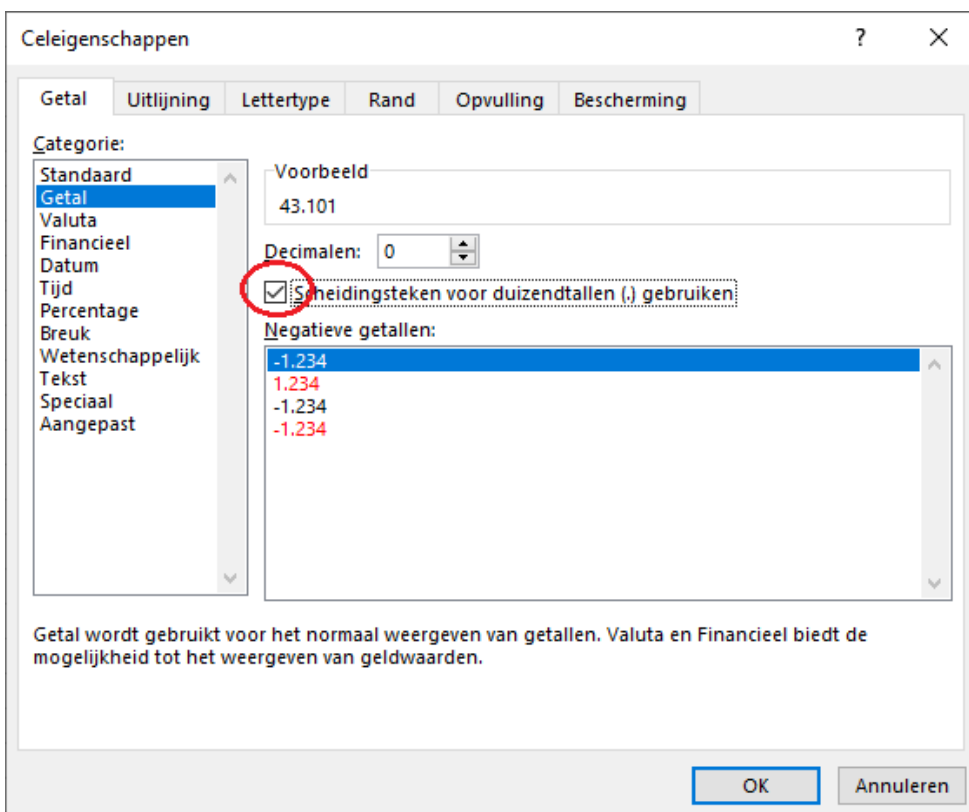 Celeigenschappen
?
Getal
Uitlijning
Lettertype
Rand
Opvulling
Bescherming
Categorie:
Standaard
Getal
Valuta
Financieel
Datum
Tijd
Percentage
Breuk
Wetenschappelijk
Tekst
Speciaal
Aangepast
Voorbeeld
43.101
Decimalen: 0
Scheidingsteken voor duizendtallen (.) gebruiken
Negatieve getallen:
-1.234
1.234
-1.234
-1.234
Getal wordt gebruikt voor het normaal weergeven van getallen. Valuta en Financieel biedt de
mogelijkheid tot het weergeven van geldwaarden.
OK
Annuleren